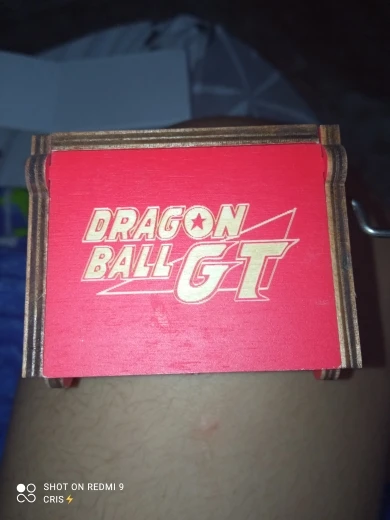 DRAGON
BALL GT
SHOT ON REDMI 9
CRIS⚡